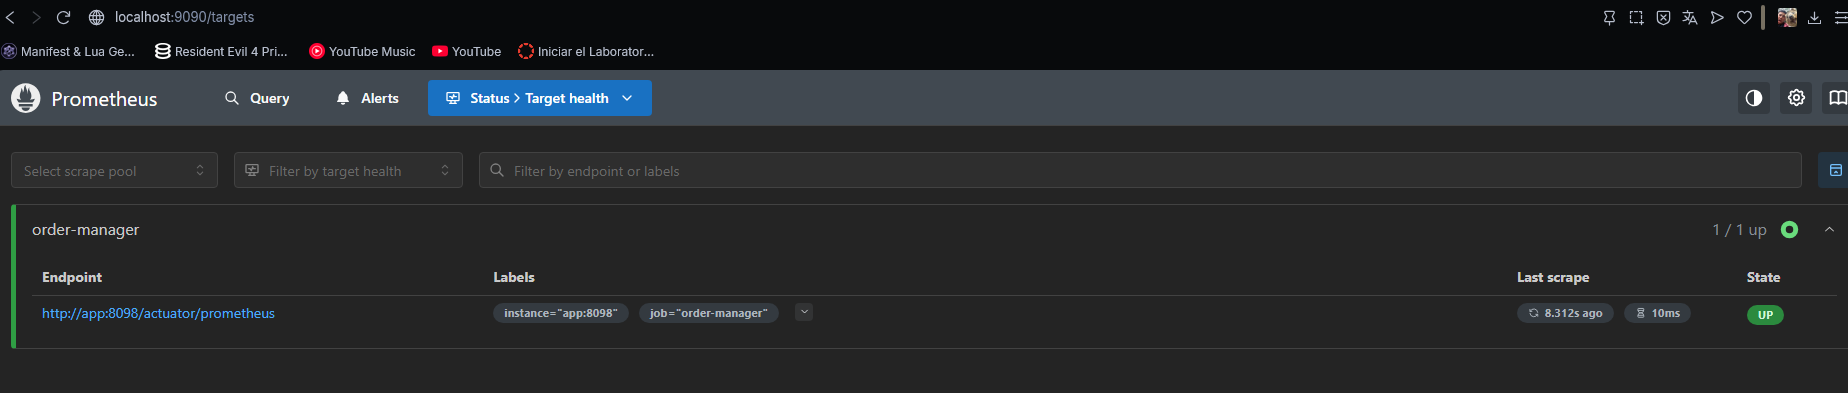 localhost:9090/targets
Manifest & Lua Ge... Resident Evil 4 Pri... YouTube Music YouTube Iniciar el Laborator...
Prometheus Query Alerts Status > Target health
Select scrape pool Filter by target health Filter by endpoint or labels
order-manager 1 / 1 up
Endpoint Labels Last scrape State
http://app:8098/actuator/prometheus instance="app:8098" job="order-manager" 8.312s ago 10ms UP